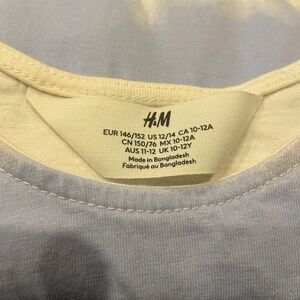 H&M
EUR 146/152 US 12/14 CA 10-12A
CN 150/76 MX 10-12A
AUS 11-12 UK 10-12Y
Made in Bangladesh
Fabriqué au Bangladesh